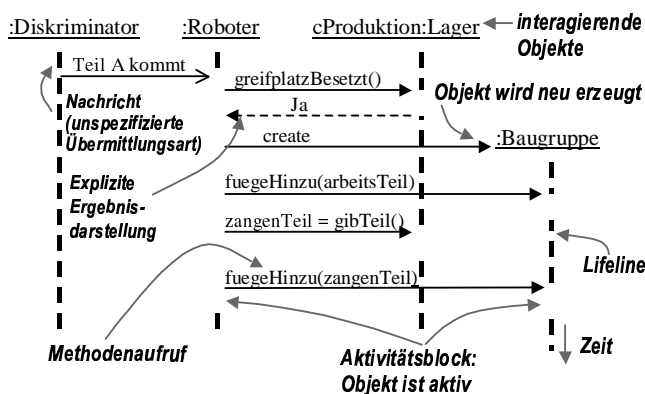 :Diskriminator :Roboter cProduktion:Lager interagierende
Objekte
Teil A kommt
greifplatzBesetzt()
Objekt wird neu erzeugt
Nachricht
(unspezifizierte
Übermittlungsart)
Ja
create
:Baugruppe
Explizite
Ergebnis-
darstellung
fuegeHinzu(arbeitsTeil)
zangenTeil = gibTeil()
Lifeline
fuegeHinzu(zangenTeil)
Methodenaufruf
Aktivitätsblock:
Objekt ist aktiv
Zeit